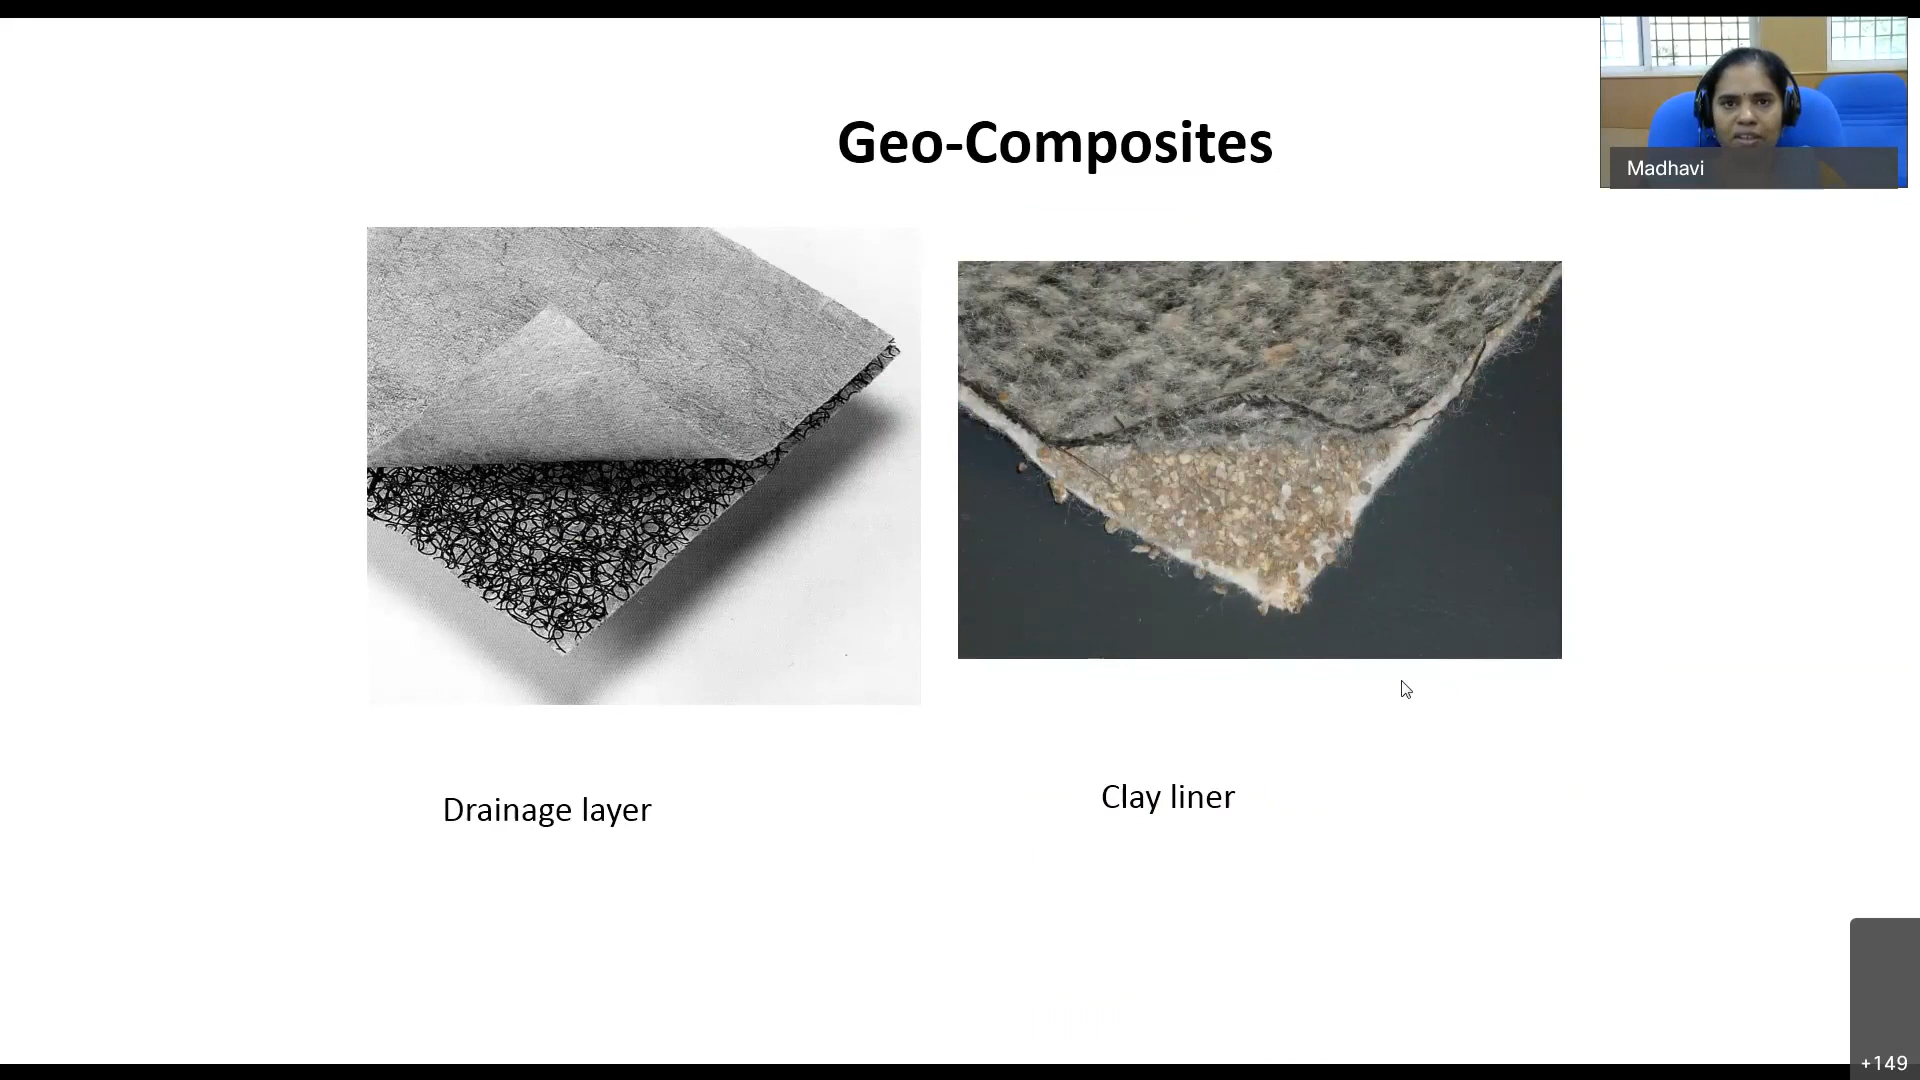 Geo-Composites
Madhavi
Drainage layer
Clay liner
+149